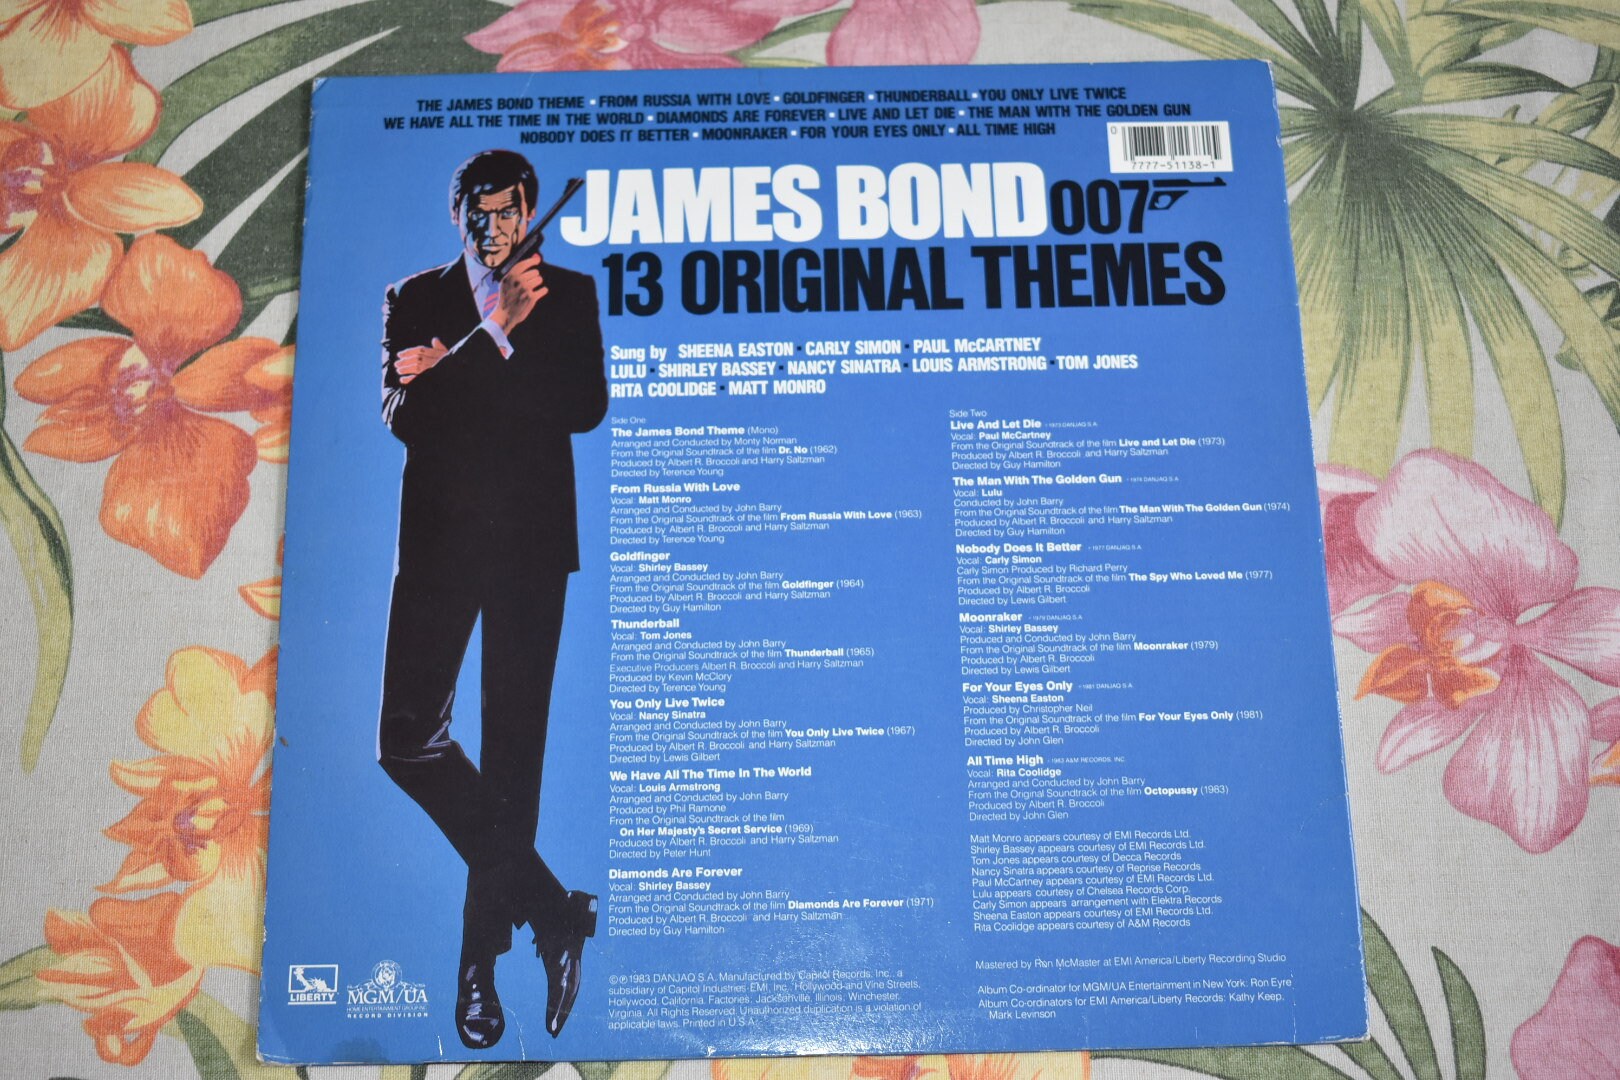 THE JAMES BOND THEME ▪ FROM RUSSIA WITH LOVE ▪ GOLDFINGER ▪ THUNDERBALL ▪ YOU ONLY LIVE TWICE
WE HAVE ALL THE TIME IN THE WORLD ▪ DIAMONDS ARE FOREVER ▪ LIVE AND LET DIE ▪ THE MAN WITH THE GOLDEN GUN
NOBODY DOES IT BETTER ▪ MOONRAKER ▪ FOR YOUR EYES ONLY ▪ ALL TIME HIGH
0
7777-51138-1
JAMES BOND 007
13 ORIGINAL THEMES
Sung by SHEENA EASTON ▪ CARLY SIMON ▪ PAUL McCARTNEY
LULU ▪ SHIRLEY BASSEY ▪ NANCY SINATRA ▪ LOUIS ARMSTRONG ▪ TOM JONES
RITA COOLIDGE ▪ MATT MONRO
Side One
The James Bond Theme (Mono)
Arranged and Conducted by Monty Norman
From the Original Soundtrack of the film Dr. No (1962)
Produced by Albert R. Broccoli and Harry Saltzman
Directed by Terence Young
From Russia With Love
Vocal: Matt Monro
Arranged and Conducted by John Barry
From the Original Soundtrack of the film From Russia With Love (1963)
Produced by Albert R. Broccoli and Harry Saltzman
Directed by Terence Young
Goldfinger
Vocal: Shirley Bassey
Arranged and Conducted by John Barry
From the Original Soundtrack of the film Goldfinger (1964)
Produced by Albert R. Broccoli and Harry Saltzman
Directed by Guy Hamilton
Thunderball
Vocal: Tom Jones
Arranged and Conducted by John Barry
From the Original Soundtrack of the film Thunderball (1965)
Executive Producers Albert R. Broccoli and Harry Saltzman
Produced by Kevin McClory
Directed by Terence Young
You Only Live Twice
Vocal: Nancy Sinatra
Arranged and Conducted by John Barry
From the Original Soundtrack of the film You Only Live Twice (1967)
Produced by Albert R. Broccoli and Harry Saltzman
Directed by Lewis Gilbert
We Have All The Time In The World
Vocal: Louis Armstrong
Arranged and Conducted by John Barry
Produced by Phil Ramone
From the Original Soundtrack of the film
On Her Majesty's Secret Service (1969)
Produced by Albert R. Broccoli and Harry Saltzman
Directed by Peter Hunt
Diamonds Are Forever
Vocal: Shirley Bassey
Arranged and Conducted by John Barry
From the Original Soundtrack of the film Diamonds Are Forever (1971)
Produced by Albert R. Broccoli and Harry Saltzman
Directed by Guy Hamilton
Side Two
Live And Let Die ℗1973 DANJAQ S.A.
Vocal: Paul McCartney
From the Original Soundtrack of the film Live and Let Die (1973)
Produced by Albert R. Broccoli and Harry Saltzman
Directed by Guy Hamilton
The Man With The Golden Gun ℗1974 DANJAQ S.A.
Vocal: Lulu
Conducted by John Barry
From the Original Soundtrack of the film The Man With The Golden Gun (1974)
Produced by Albert R. Broccoli and Harry Saltzman
Directed by Guy Hamilton
Nobody Does It Better ℗1977 DANJAQ S.A.
Vocal: Carly Simon
Carly Simon Produced by Richard Perry
From the Original Soundtrack of the film The Spy Who Loved Me (1977)
Produced by Albert R. Broccoli
Directed by Lewis Gilbert
Moonraker ℗1979 DANJAQ S.A.
Vocal: Shirley Bassey
Produced and Conducted by John Barry
From the Original Soundtrack of the film Moonraker (1979)
Produced by Albert R. Broccoli
Directed by Lewis Gilbert
For Your Eyes Only ℗1981 DANJAQ S.A.
Vocal: Sheena Easton
Produced by Christopher Neil
From the Original Soundtrack of the film For Your Eyes Only (1981)
Produced by Albert R. Broccoli
Directed by John Glen
All Time High ℗1983 A&M RECORDS, INC.
Vocal: Rita Coolidge
Arranged and Conducted by John Barry
From the Original Soundtrack of the film Octopussy (1983)
Produced by Albert R. Broccoli
Directed by John Glen
Matt Monro appears courtesy of EMI Records Ltd.
Shirley Bassey appears courtesy of EMI Records Ltd.
Tom Jones appears courtesy of Decca Records
Nancy Sinatra appears courtesy of Reprise Records
Paul McCartney appears courtesy of EMI Records Ltd.
Lulu appears courtesy of Chelsea Records Corp.
Carly Simon appears arrangement with Elektra Records
Sheena Easton appears courtesy of EMI Records Ltd.
Rita Coolidge appears courtesy of A&M Records
Mastered by Ron McMaster at EMI America/Liberty Recording Studio
Album Co-ordinator for MGM/UA Entertainment in New York: Ron Eyre
Album Co-ordinators for EMI America/Liberty Records: Kathy Keep,
Mark Levinson
©℗1983 DANJAQ S.A. Manufactured by Capitol Records, Inc., a
subsidiary of Capitol Industries-EMI, Inc., Hollywood and Vine Streets,
Hollywood, California. Factories: Jacksonville, Illinois, Winchester,
Virginia. All Rights Reserved. Unauthorized duplication is a violation of
applicable laws. Printed in U.S.A.
LIBERTY
MGM/UA
HOME ENTERTAINMENT GROUP, INC.
RECORD DIVISION